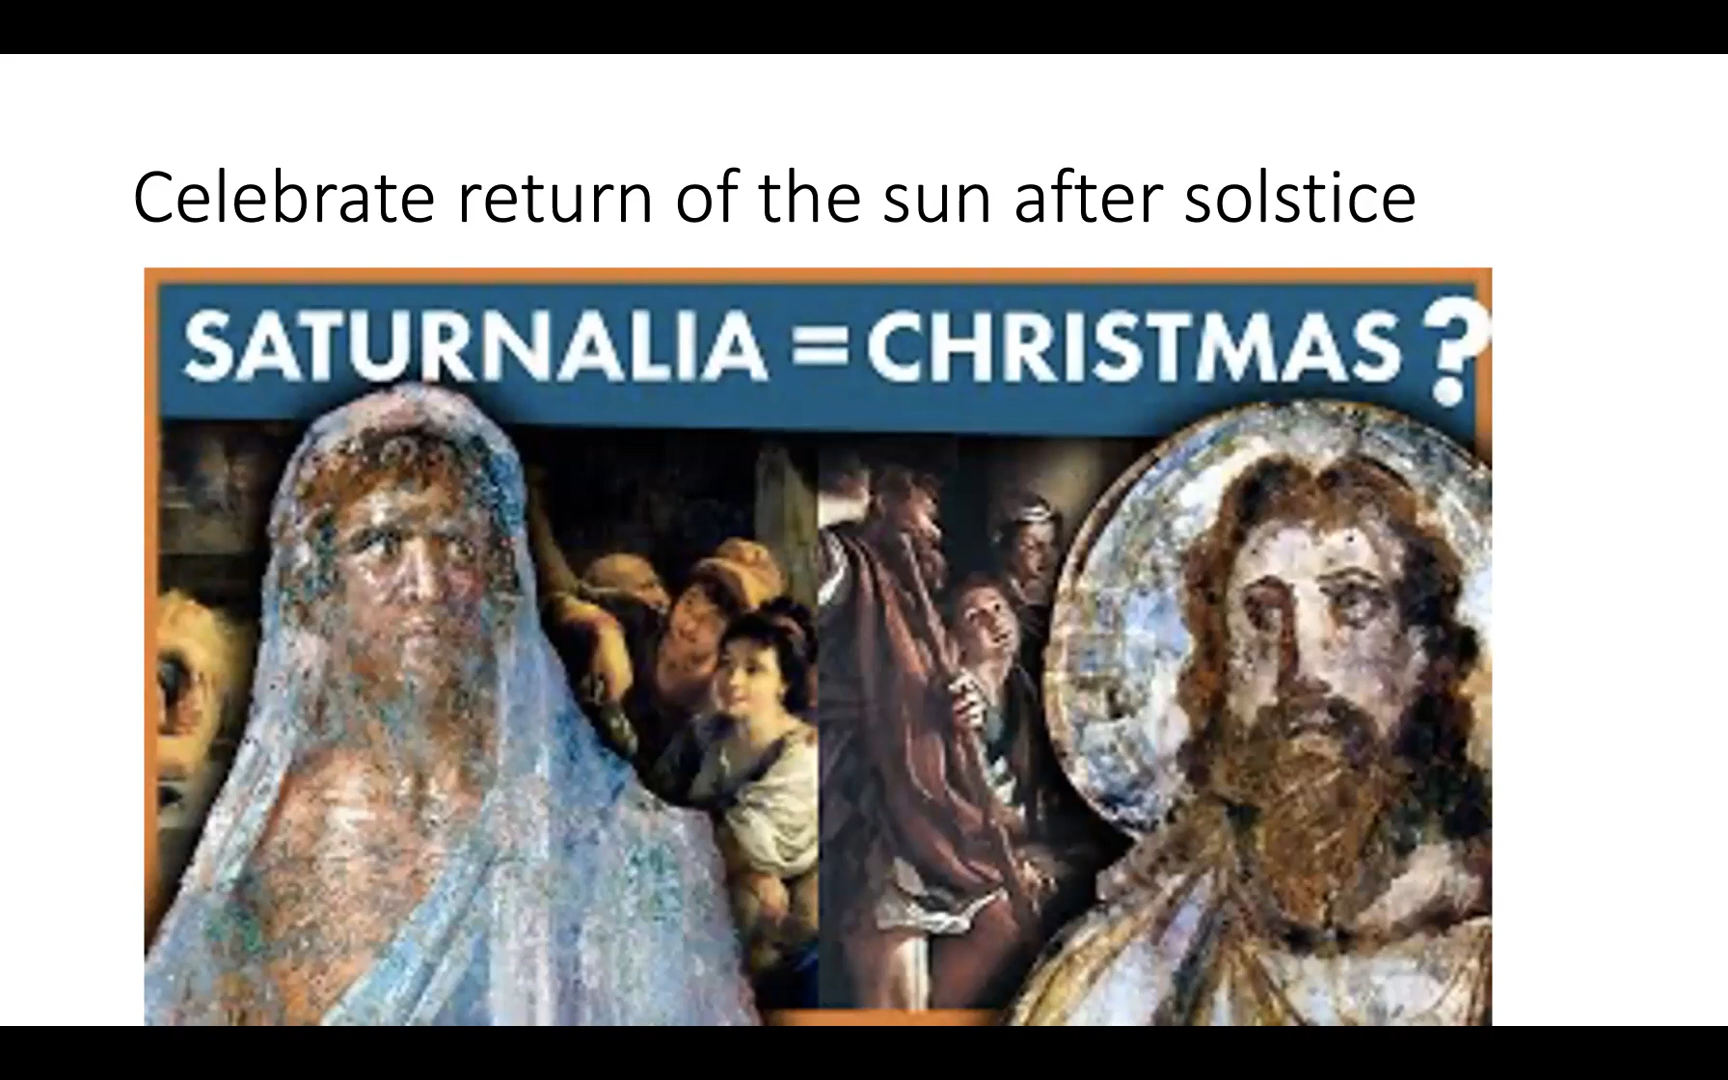 Celebrate return of the sun after solstice
SATURNALIA = CHRISTMAS?